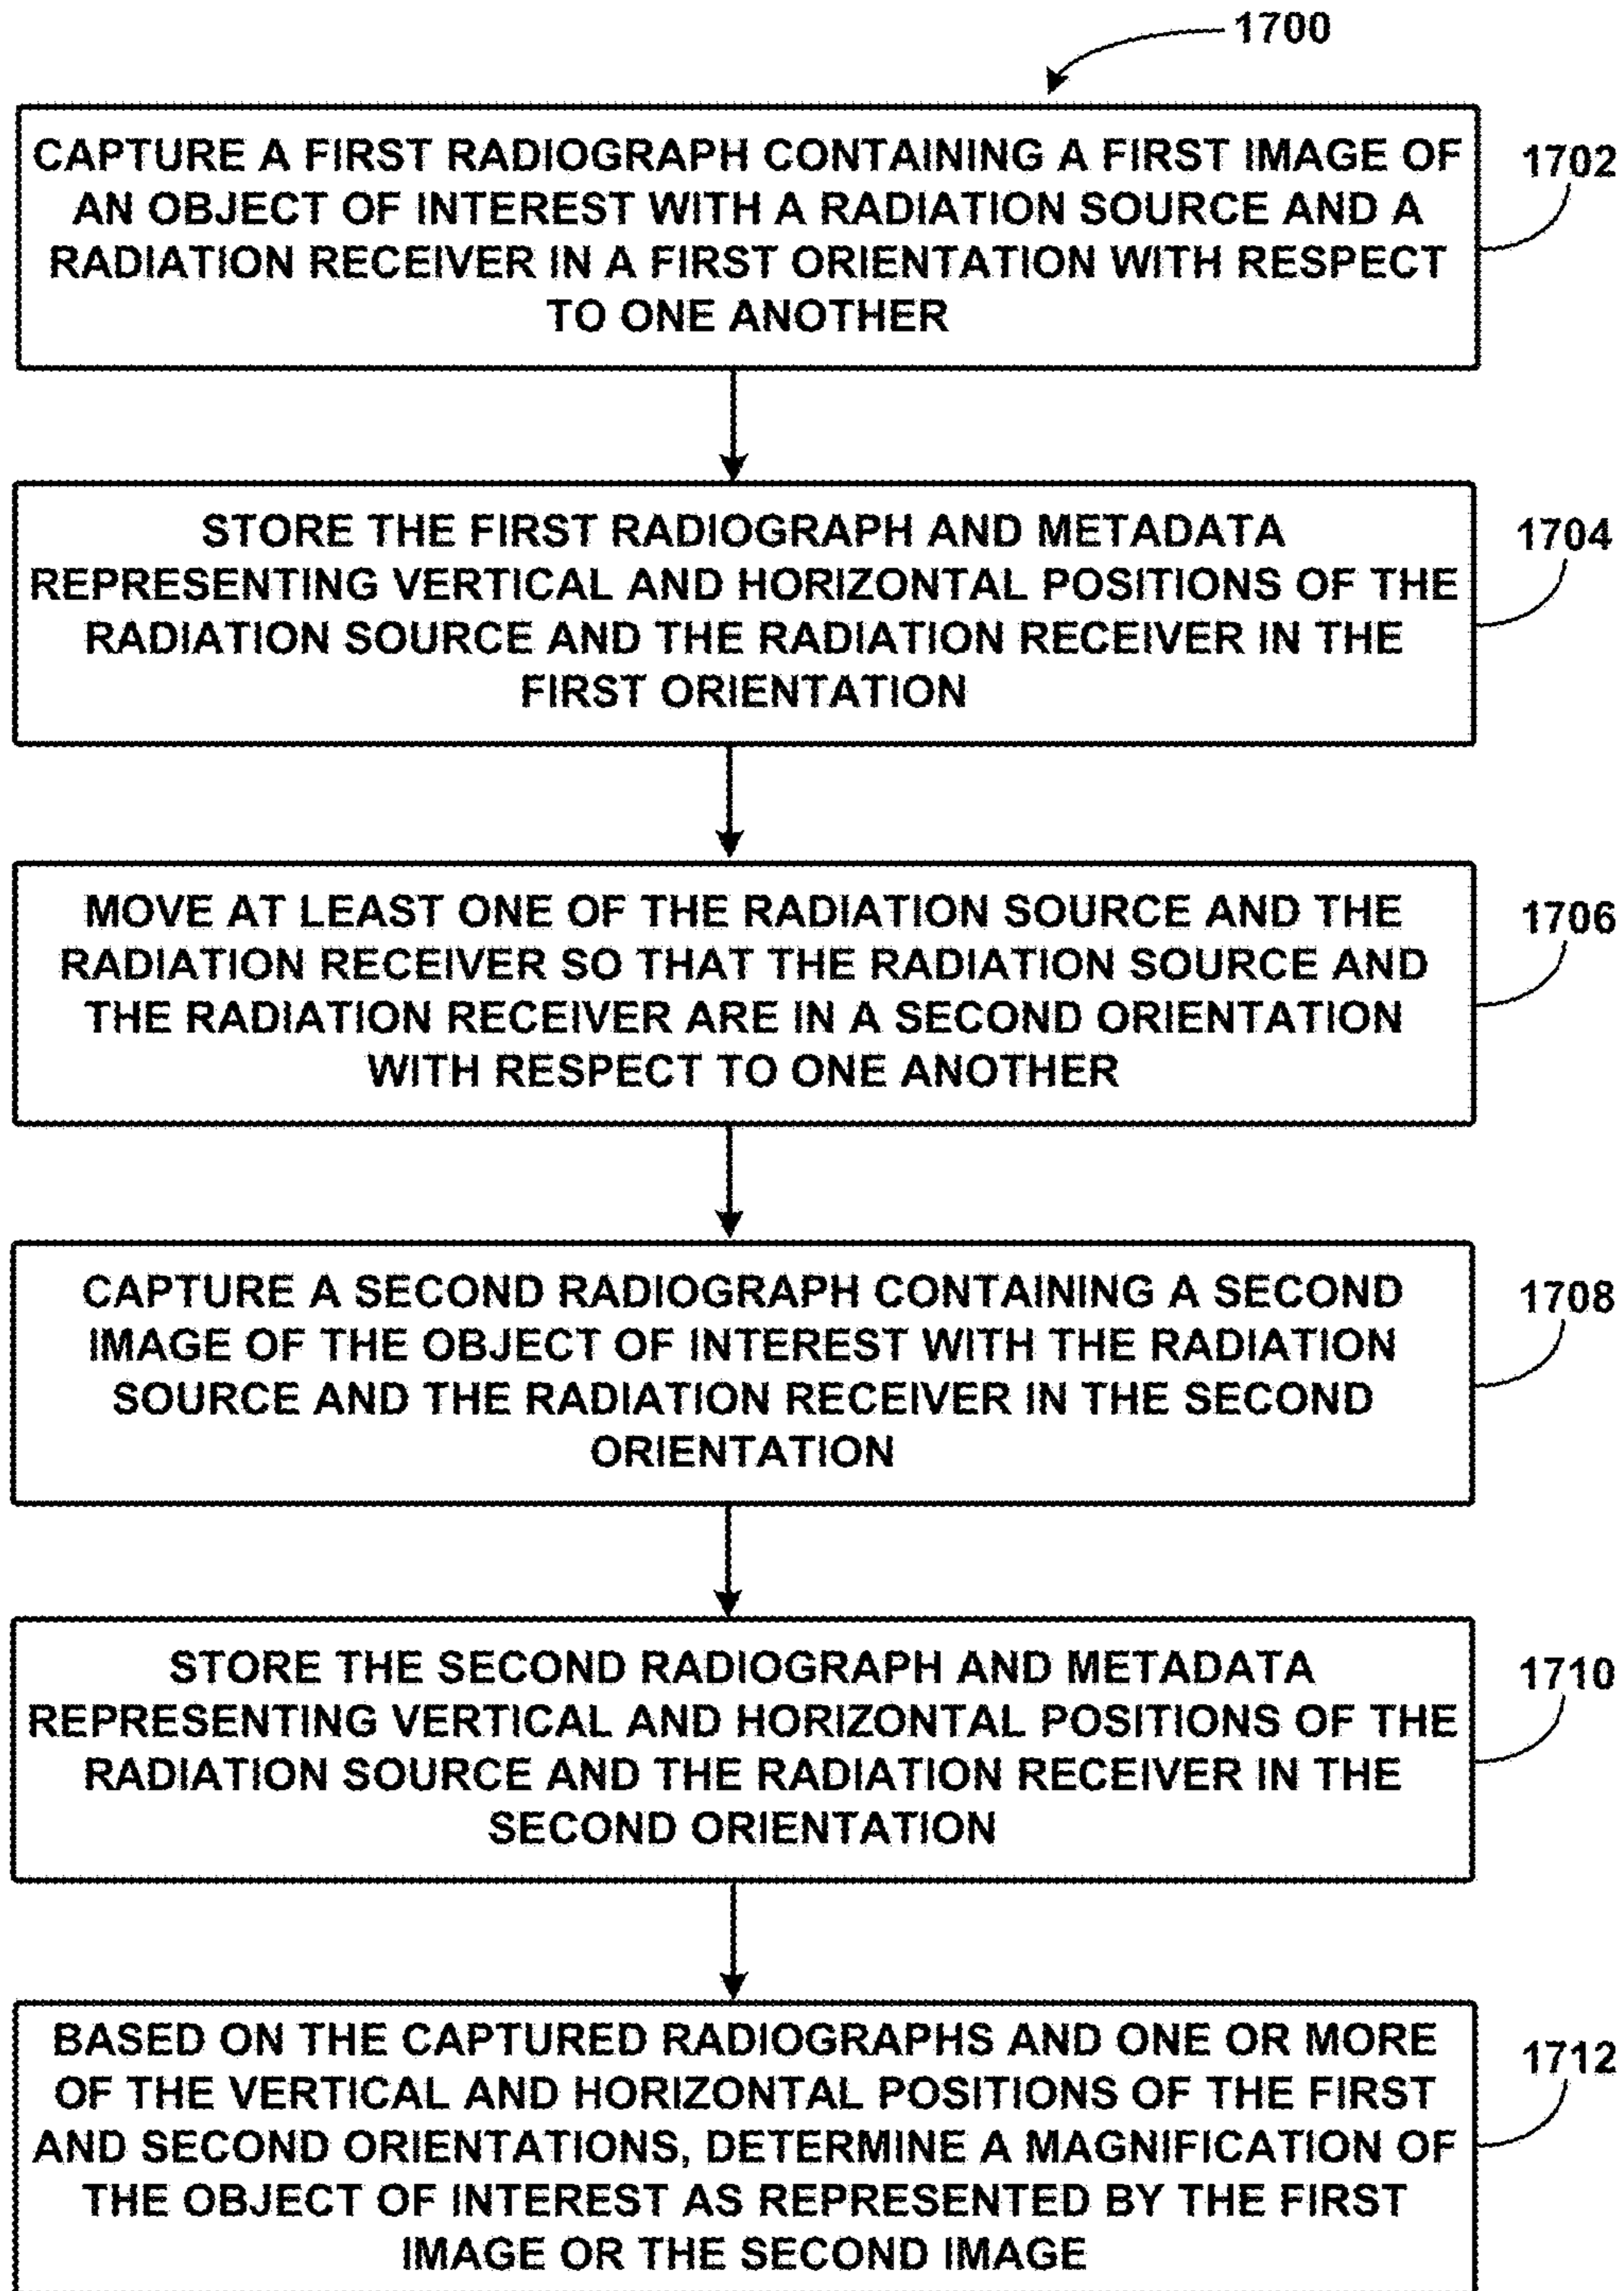 1700
CAPTURE A FIRST RADIOGRAPH CONTAINING A FIRST IMAGE OF
AN OBJECT OF INTEREST WITH A RADIATION SOURCE AND A
RADIATION RECEIVER IN A FIRST ORIENTATION WITH RESPECT
TO ONE ANOTHER
1702
STORE THE FIRST RADIOGRAPH AND METADATA
REPRESENTING VERTICAL AND HORIZONTAL POSITIONS OF THE
RADIATION SOURCE AND THE RADIATION RECEIVER IN THE
FIRST ORIENTATION
1704
MOVE AT LEAST ONE OF THE RADIATION SOURCE AND THE
RADIATION RECEIVER SO THAT THE RADIATION SOURCE AND
THE RADIATION RECEIVER ARE IN A SECOND ORIENTATION
WITH RESPECT TO ONE ANOTHER
1706
CAPTURE A SECOND RADIOGRAPH CONTAINING A SECOND
IMAGE OF THE OBJECT OF INTEREST WITH THE RADIATION
SOURCE AND THE RADIATION RECEIVER IN THE SECOND
ORIENTATION
1708
STORE THE SECOND RADIOGRAPH AND METADATA
REPRESENTING VERTICAL AND HORIZONTAL POSITIONS OF THE
RADIATION SOURCE AND THE RADIATION RECEIVER IN THE
SECOND ORIENTATION
1710
BASED ON THE CAPTURED RADIOGRAPHS AND ONE OR MORE
OF THE VERTICAL AND HORIZONTAL POSITIONS OF THE FIRST
AND SECOND ORIENTATIONS, DETERMINE A MAGNIFICATION OF
THE OBJECT OF INTEREST AS REPRESENTED BY THE FIRST
IMAGE OR THE SECOND IMAGE
1712